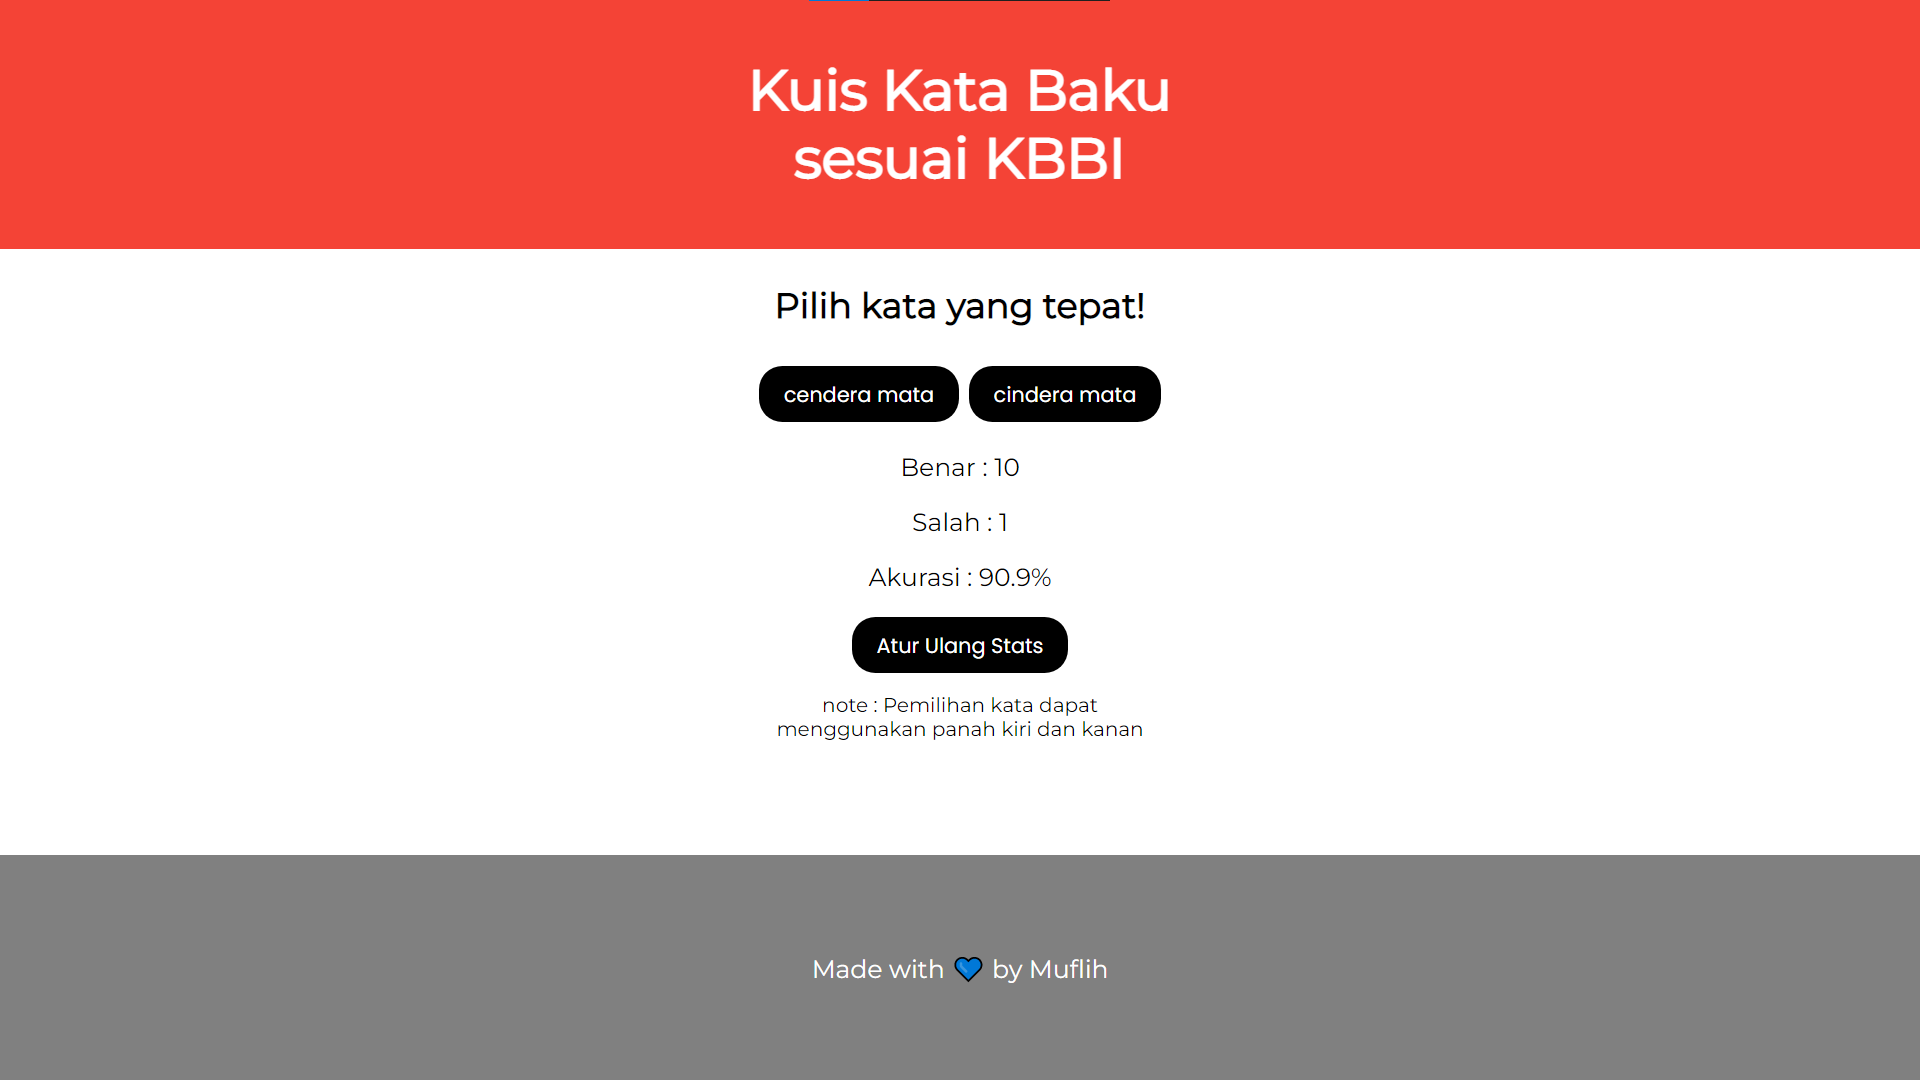 Kuis Kata Baku
sesuai KBBI
Pilih kata yang tepat!
cendera mata
cindera mata
Benar : 10
Salah : 1
Akurasi : 90.9%
Atur Ulang Stats
note : Pemilihan kata dapat
menggunakan panah kiri dan kanan
Made with 💙 by Muflih